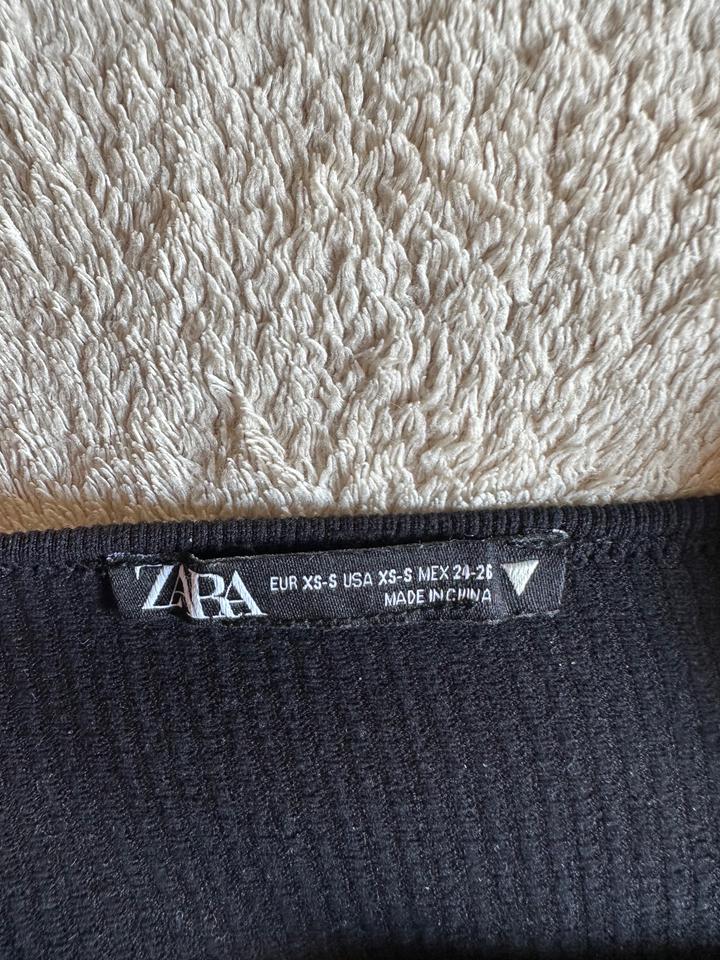 ZARA
EUR XS-S USA XS-S MEX 24-26
MADE IN CHINA